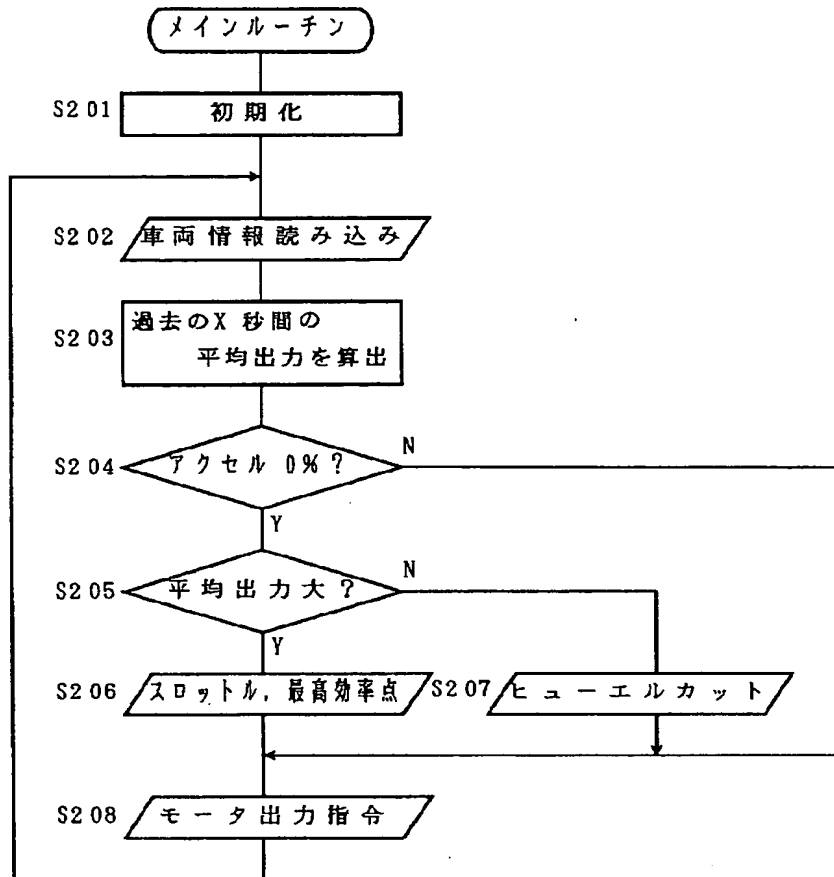 メインルーチン
S201
初期化
S202
車両情報読み込み
S203
過去のX 秒間の
平均出力を算出
S204
アクセル 0%?
N
Y
S205
平均出力大?
N
Y
S206
スロットル, 最高効率点
S207
ヒューエルカット
S208
モータ出力指令